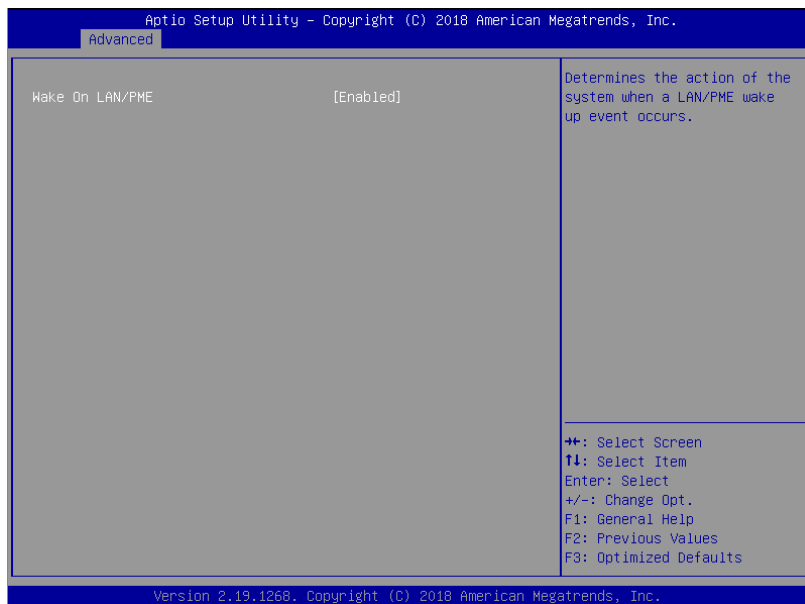 Aptio Setup Utility – Copyright (C) 2018 American Megatrends, Inc.
Advanced
Wake On LAN/PME [Enabled]
Determines the action of the
system when a LAN/PME wake
up event occurs.
→←: Select Screen
↑↓: Select Item
Enter: Select
+/-: Change Opt.
F1: General Help
F2: Previous Values
F3: Optimized Defaults
Version 2.19.1268. Copyright (C) 2018 American Megatrends, Inc.